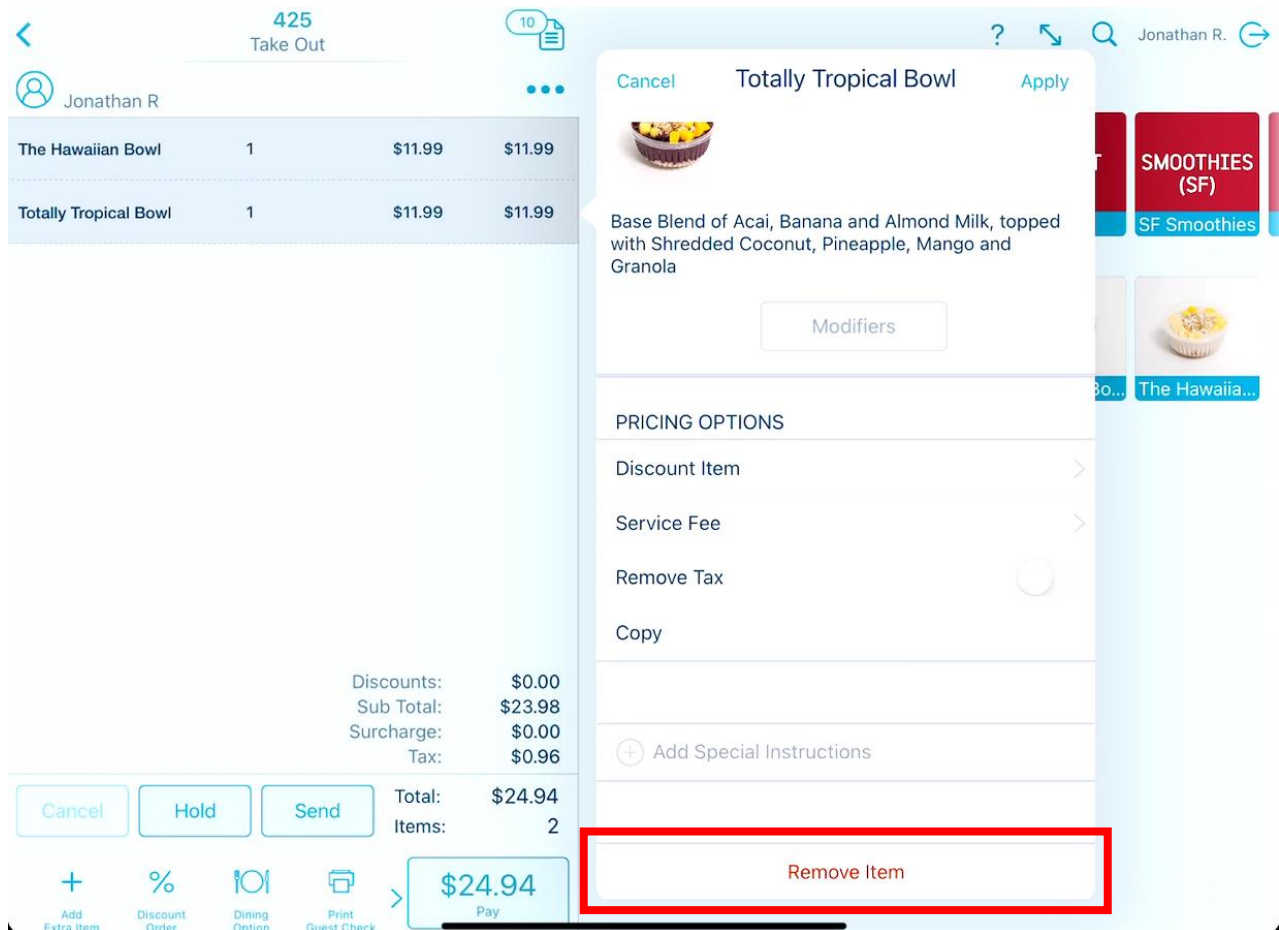 425
Take Out
10
Jonathan R
The Hawaiian Bowl 1 $11.99 $11.99
Totally Tropical Bowl 1 $11.99 $11.99
Discounts: $0.00
Sub Total: $23.98
Surcharge: $0.00
Tax: $0.96
Cancel Hold Send
Total: $24.94
Items: 2
Add
Extra Item
%
Discount
Order
Dining
Option
Print
Guest Check
$24.94
Pay
? Jonathan R.
Cancel Totally Tropical Bowl Apply
Base Blend of Acai, Banana and Almond Milk, topped
with Shredded Coconut, Pineapple, Mango and
Granola
Modifiers
PRICING OPTIONS
Discount Item
Service Fee
Remove Tax
Copy
Add Special Instructions
Remove Item
T
SMOOTHIES
(SF)
SF Smoothies
Bo...
The Hawaiia...